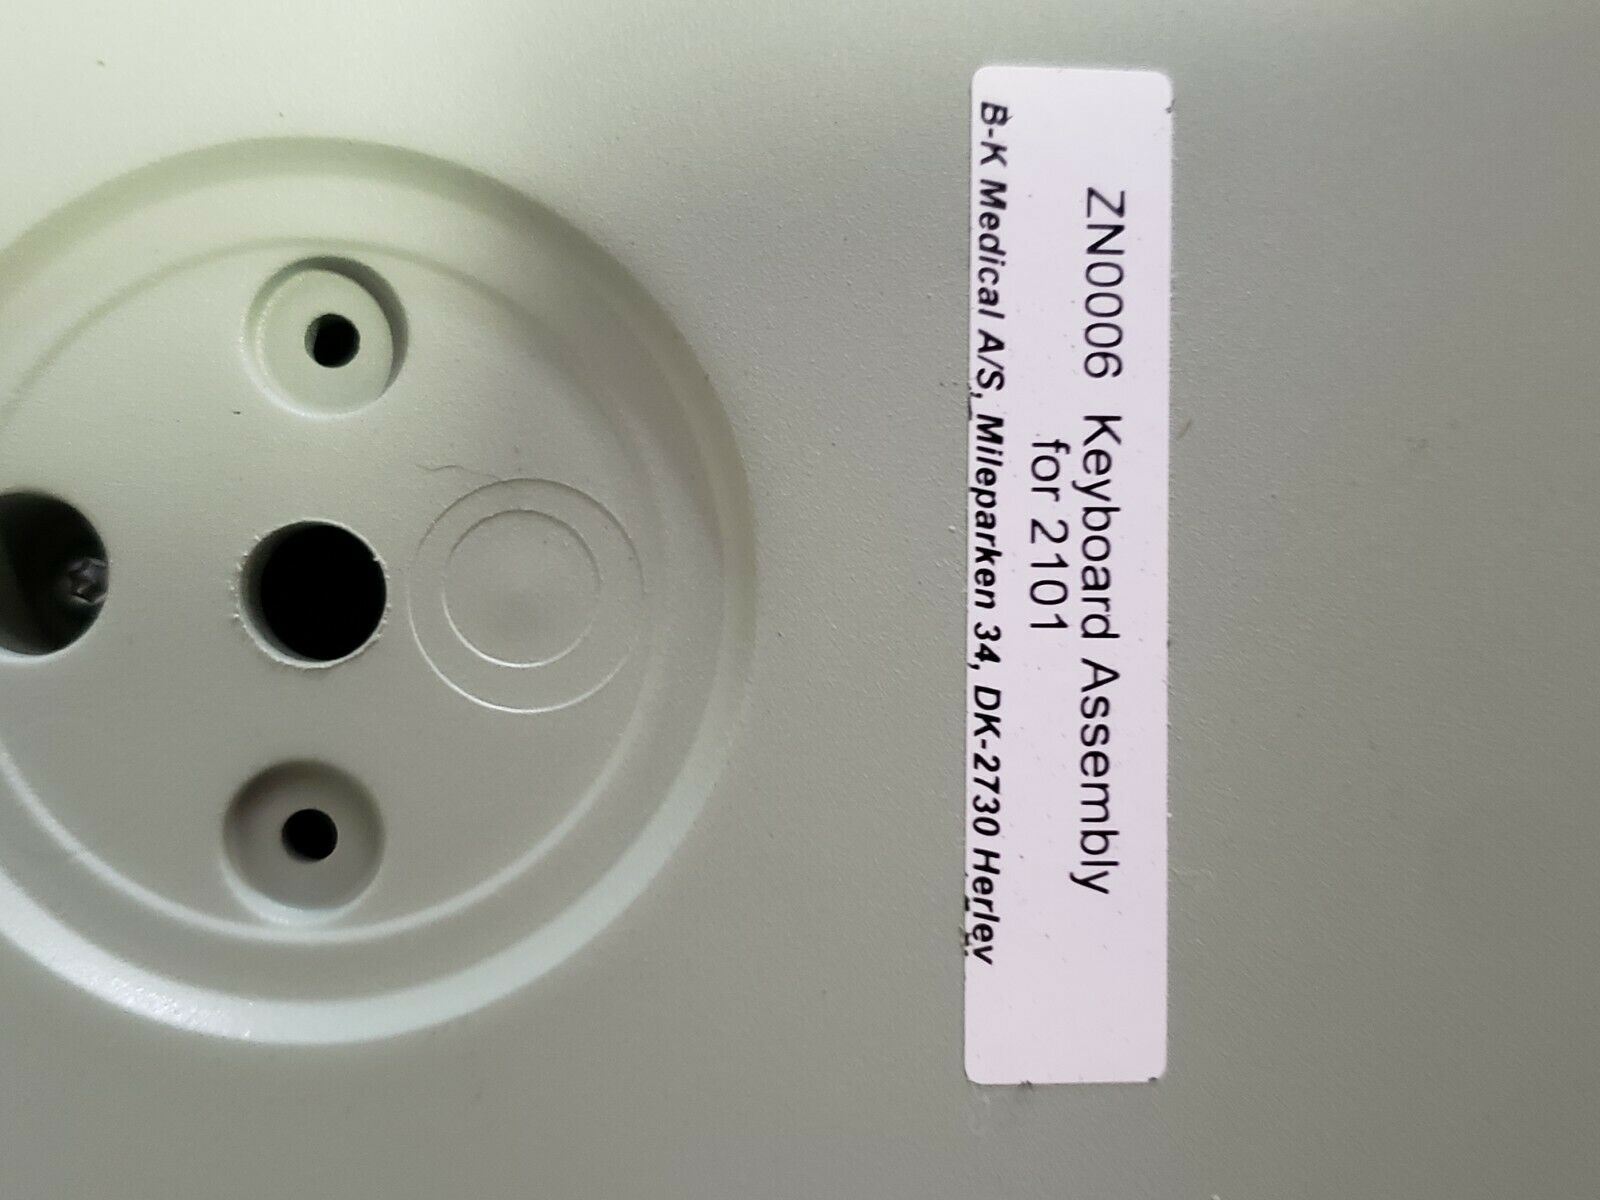 ZN0006 Keyboard Assembly
for 2101
B-K Medical A/S, Mileparken 34, DK-2730 Herlev